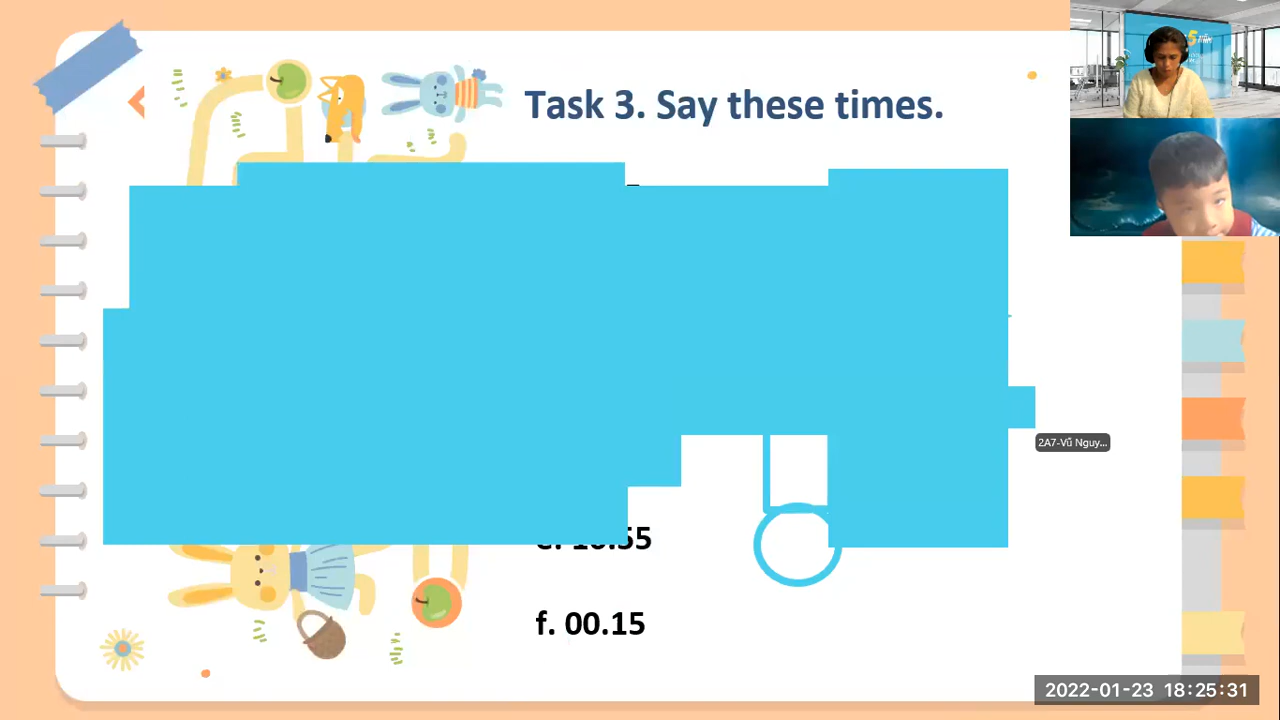 Task 3. Say these times.
2A7-Vũ Nguy...
f. 00.15
2022-01-23 18:25:31